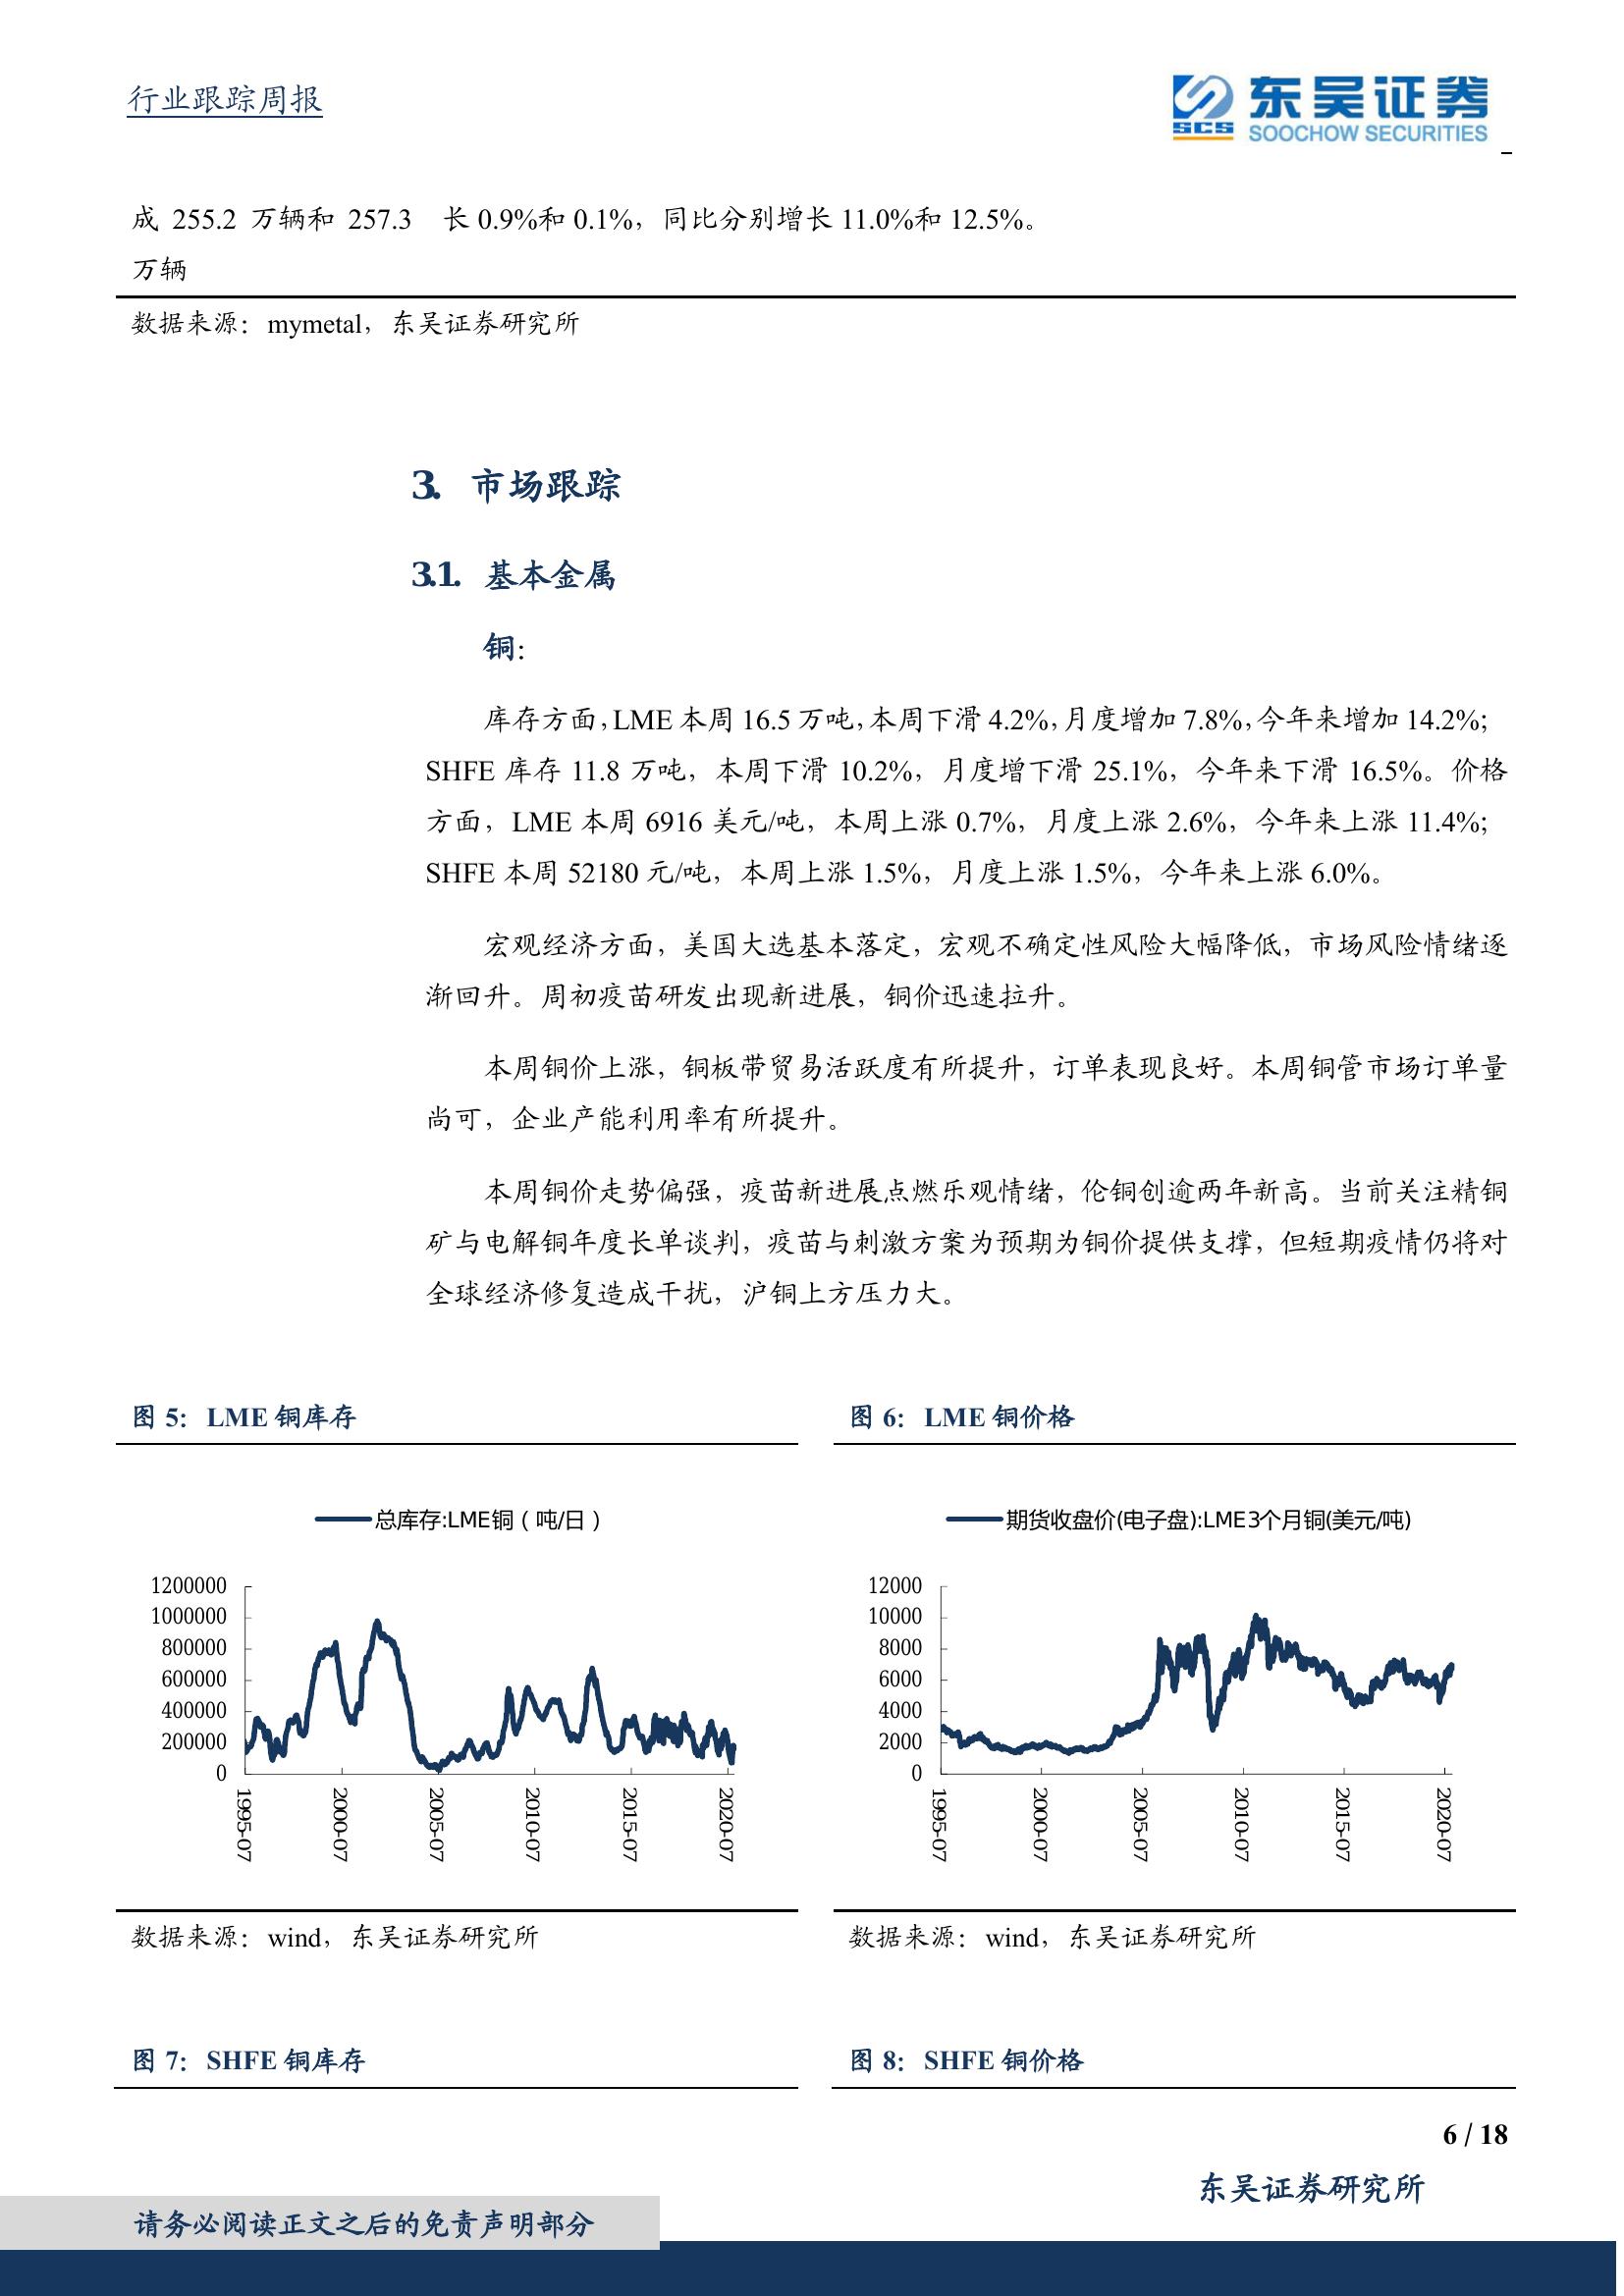 行业跟踪周报
东吴证券
SCS
SOOCHOW SECURITIES
成 255.2 万辆和 257.3 长 0.9%和 0.1%，同比分别增长 11.0%和 12.5%。
万辆
数据来源：mymetal，东吴证券研究所
3. 市场跟踪
3.1. 基本金属
铜：
库存方面，LME 本周 16.5 万吨，本周下滑 4.2%，月度增加 7.8%，今年来增加 14.2%；
SHFE 库存 11.8 万吨，本周下滑 10.2%，月度增下滑 25.1%，今年来下滑 16.5%。价格
方面，LME 本周 6916 美元/吨，本周上涨 0.7%，月度上涨 2.6%，今年来上涨 11.4%；
SHFE 本周 52180 元/吨，本周上涨 1.5%，月度上涨 1.5%，今年来上涨 6.0%。
宏观经济方面，美国大选基本落定，宏观不确定性风险大幅降低，市场风险情绪逐
渐回升。周初疫苗研发出现新进展，铜价迅速拉升。
本周铜价上涨，铜板带贸易活跃度有所提升，订单表现良好。本周铜管市场订单量
尚可，企业产能利用率有所提升。
本周铜价走势偏强，疫苗新进展点燃乐观情绪，伦铜创逾两年新高。当前关注精铜
矿与电解铜年度长单谈判，疫苗与刺激方案为预期为铜价提供支撑，但短期疫情仍将对
全球经济修复造成干扰，沪铜上方压力大。
图 5：LME 铜库存
总库存:LME铜（吨/日）
1200000
1000000
800000
600000
400000
200000
0
1995-07
2000-07
2005-07
2010-07
2015-07
2020-07
数据来源：wind，东吴证券研究所
图 6：LME 铜价格
期货收盘价(电子盘):LME3个月铜(美元/吨)
12000
10000
8000
6000
4000
2000
0
1995-07
2000-07
2005-07
2010-07
2015-07
2020-07
数据来源：wind，东吴证券研究所
图 7：SHFE 铜库存
图 8：SHFE 铜价格
6 / 18
东吴证券研究所
请务必阅读正文之后的免责声明部分